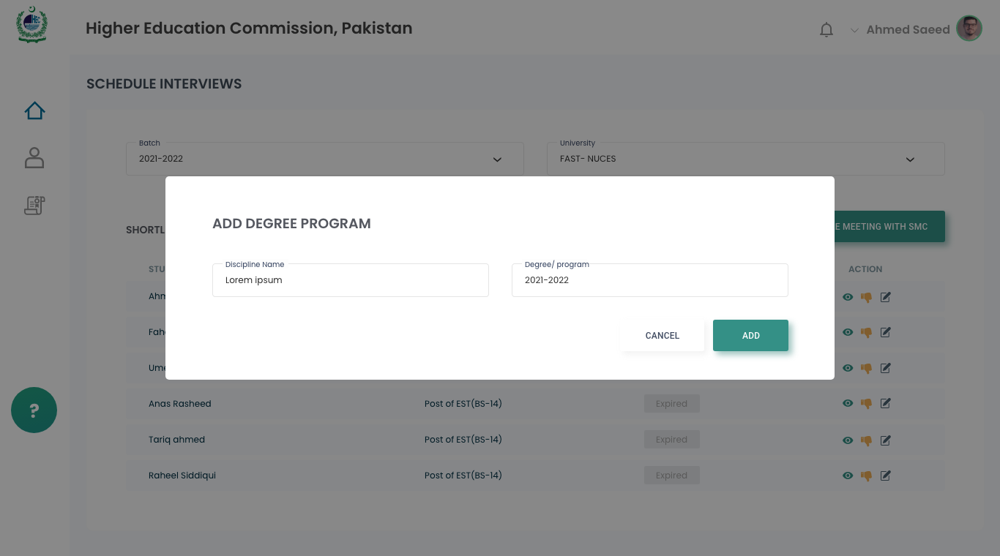 HEC
Higher Education Commission, Pakistan
Ahmed Saeed
SCHEDULE INTERVIEWS
Batch
2021-2022
University
FAST- NUCES
ADD DEGREE PROGRAM
SHORTL
E MEETING WITH SMC
Discipline Name
Lorem ipsum
Degree/ program
2021-2022
STU
ACTION
Ahm
Fah
Ume
CANCEL
ADD
Anas Rasheed Post of EST(BS-14) Expired
?
Tariq ahmed Post of EST(BS-14) Expired
Raheel Siddiqui Post of EST(BS-14) Expired